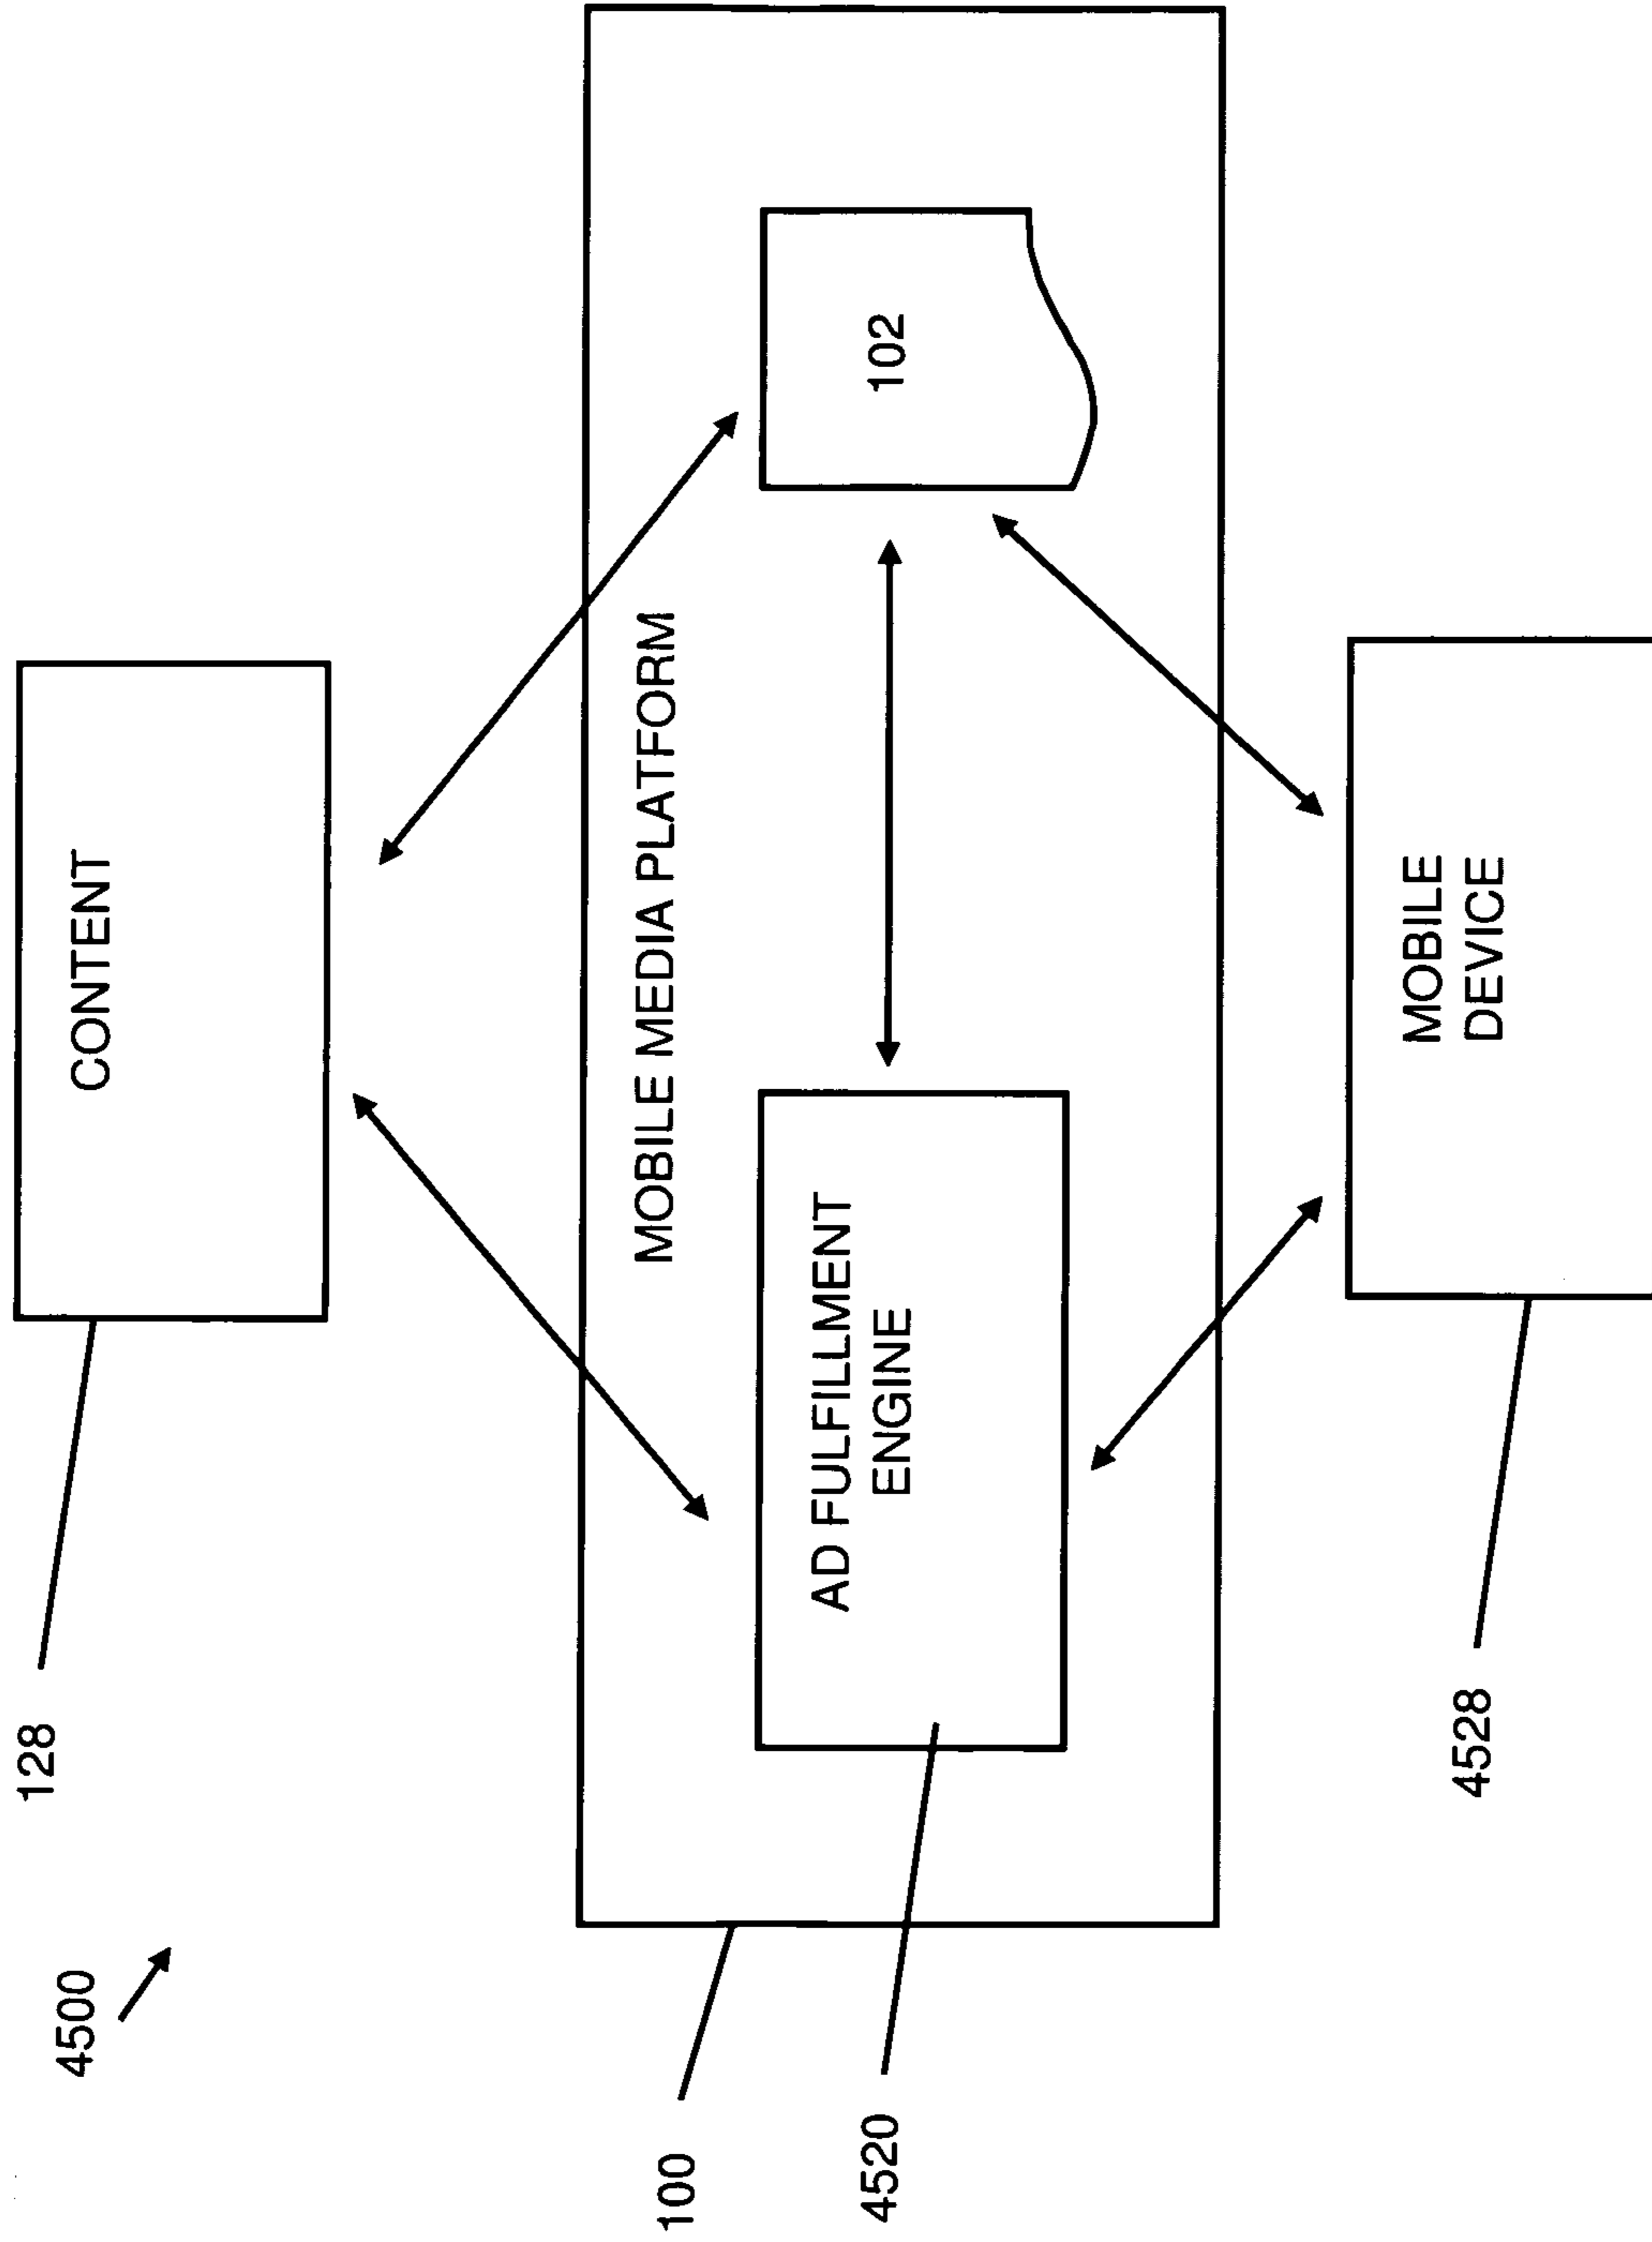 4500
128
CONTENT
100
MOBILE MEDIA PLATFORM
4520
AD FULFILLMENT
ENGINE
102
4528
MOBILE
DEVICE